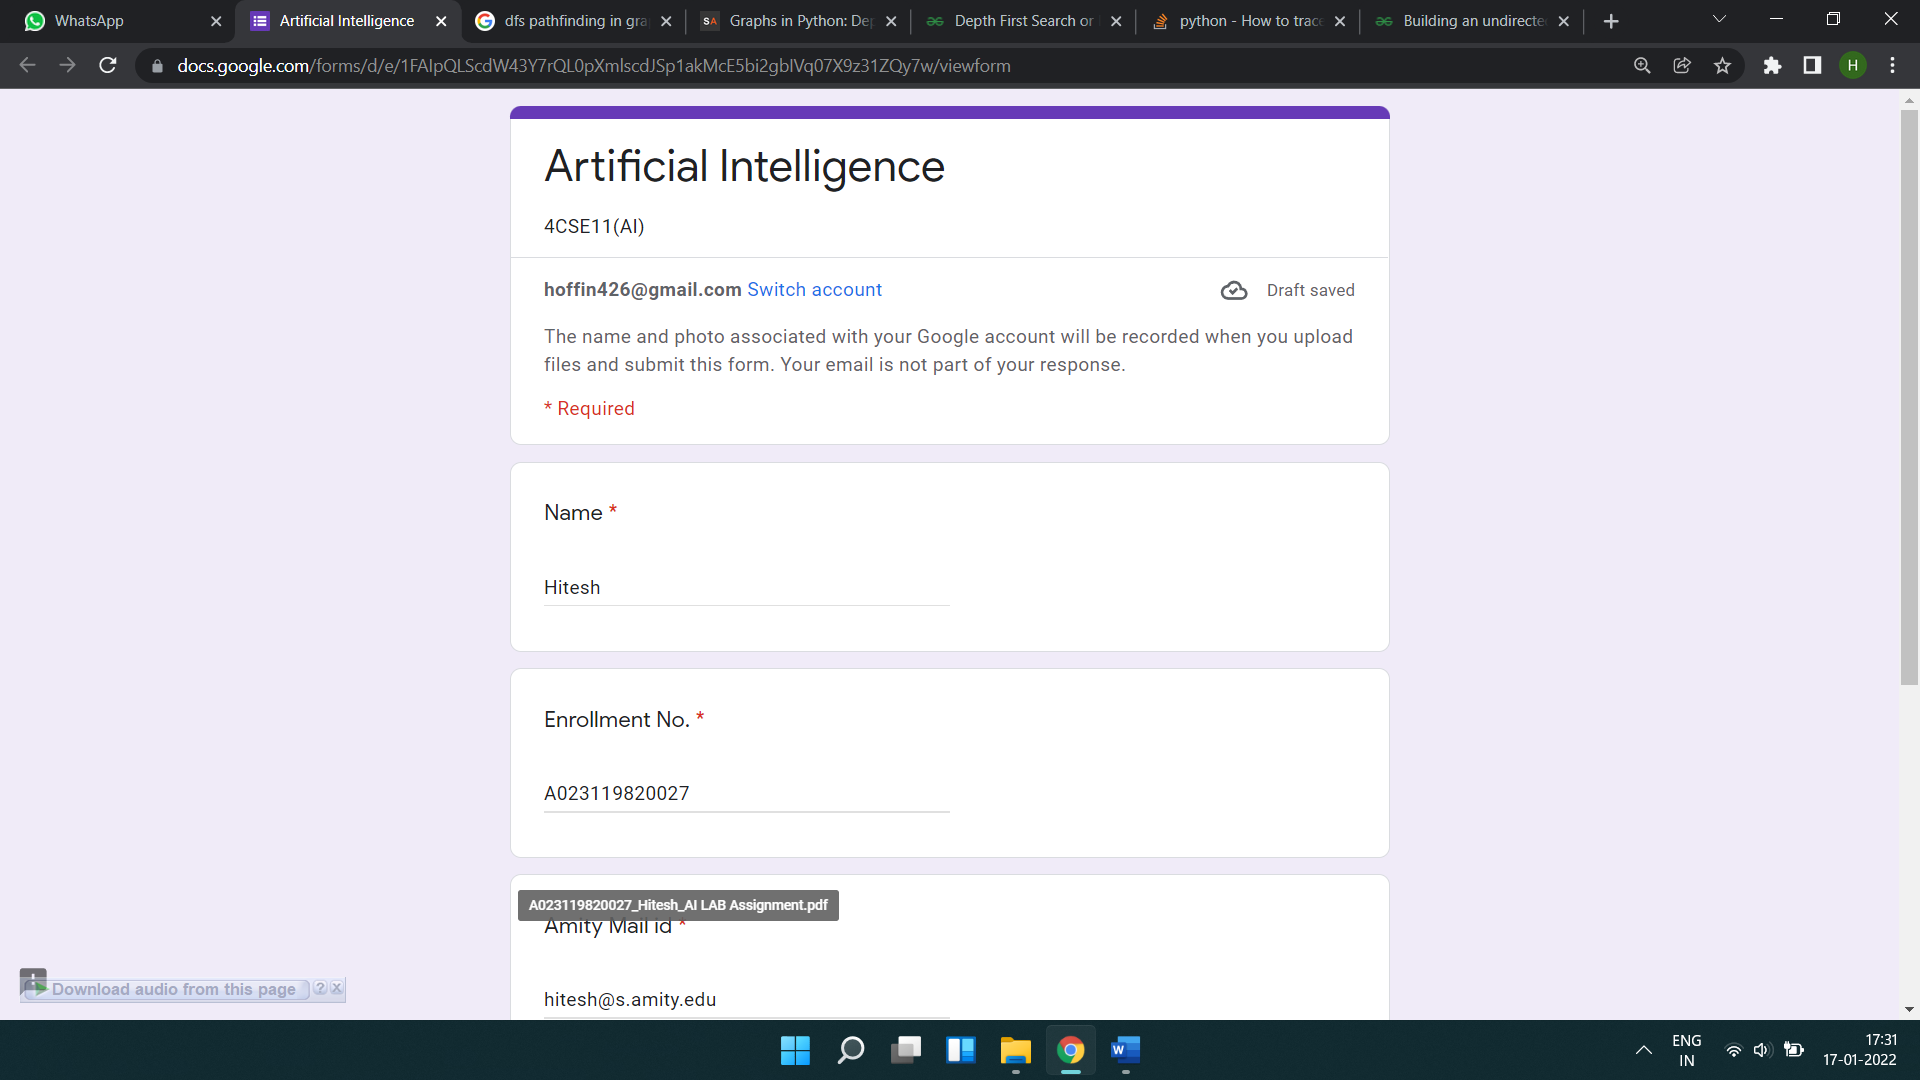 WhatsApp
Artificial Intelligence
dfs pathfinding in gra
SA
Graphs in Python: Dep
Depth First Search or
python - How to trace
Building an undirecte
docs.google.com/forms/d/e/1FAIpQLScdW43Y7rQL0pXmlscdJSp1akMcE5bi2gbIVq07X9z31ZQy7w/viewform
H
Artificial Intelligence
4CSE11(AI)
hoffin426@gmail.com Switch account
Draft saved
The name and photo associated with your Google account will be recorded when you upload
files and submit this form. Your email is not part of your response.
* Required
Name *
Hitesh
Enrollment No. *
A023119820027
A023119820027_Hitesh_AI LAB Assignment.pdf
Amity Mail id *
Download audio from this page ? x
hitesh@s.amity.edu
W
ENG
IN
17:31
17-01-2022